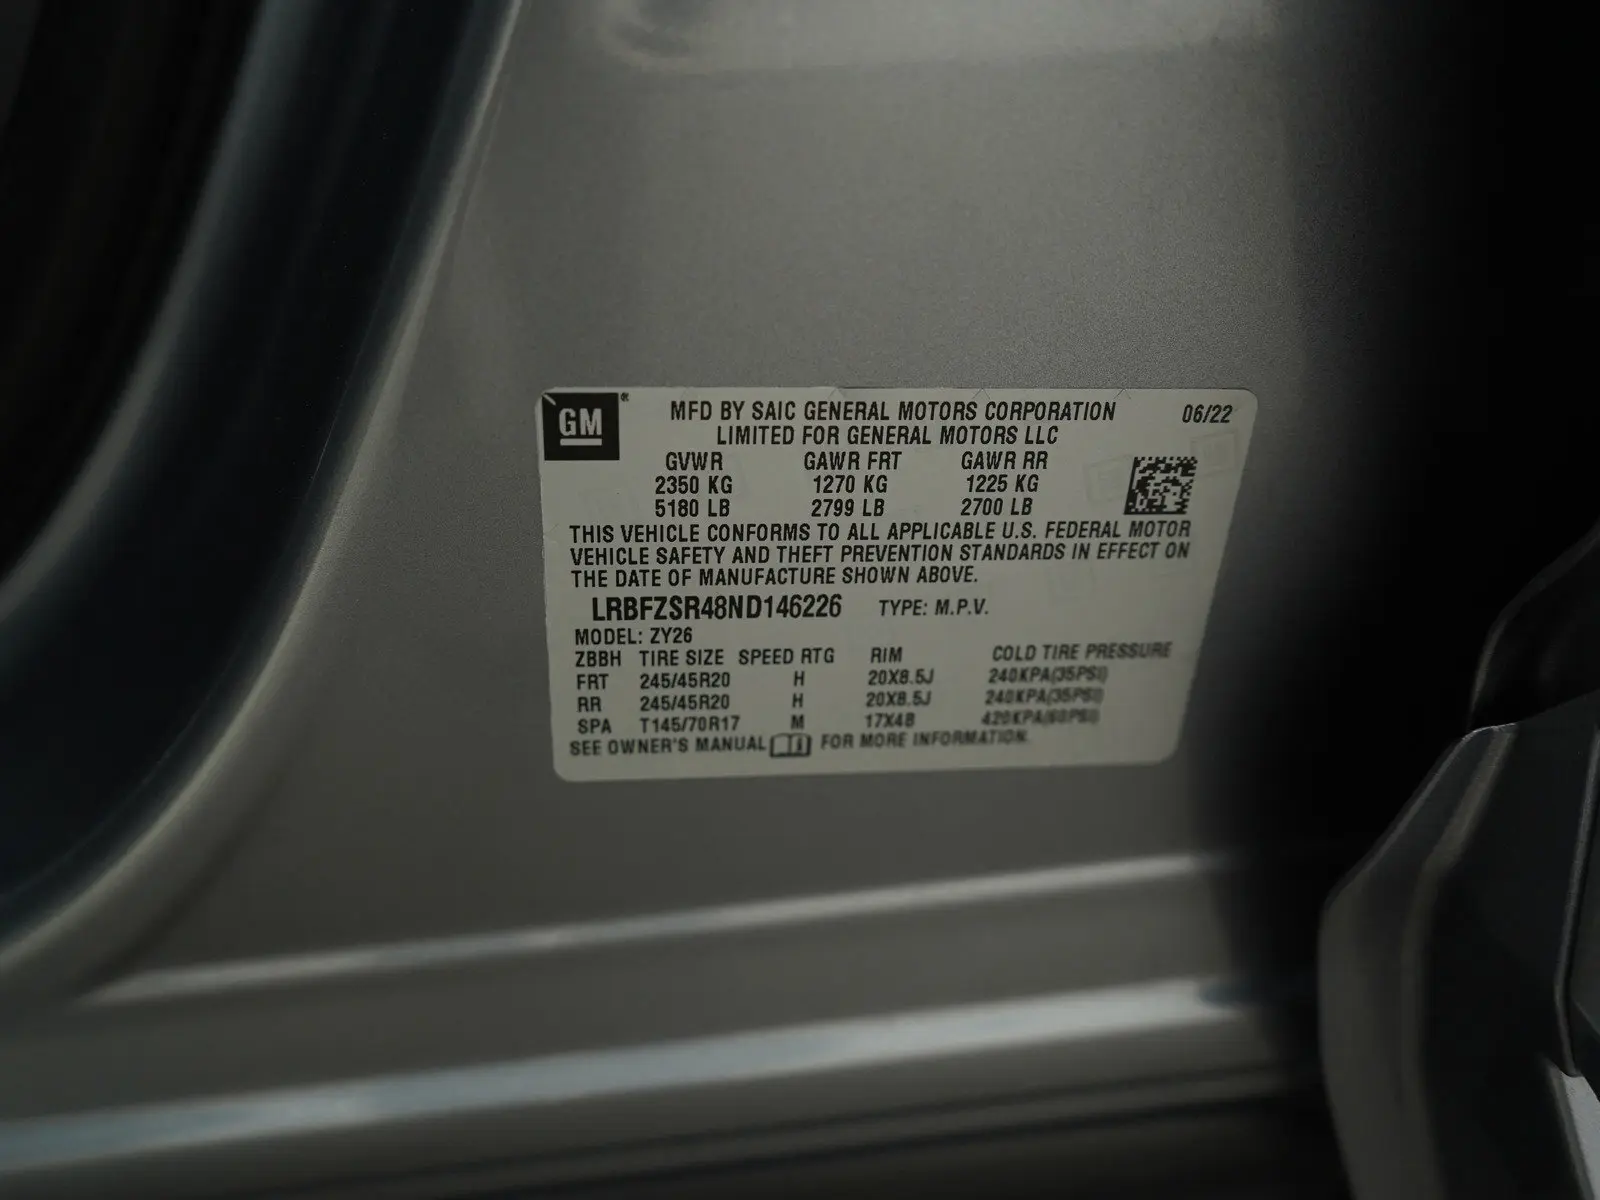 GM ® MFD BY SAIC GENERAL MOTORS CORPORATION 06/22
LIMITED FOR GENERAL MOTORS LLC
GVWR GAWR FRT GAWR RR
2350 KG 1270 KG 1225 KG
5180 LB 2799 LB 2700 LB
THIS VEHICLE CONFORMS TO ALL APPLICABLE U.S. FEDERAL MOTOR
VEHICLE SAFETY AND THEFT PREVENTION STANDARDS IN EFFECT ON
THE DATE OF MANUFACTURE SHOWN ABOVE.
LRBFZSR48ND146226 TYPE: M.P.V.
MODEL: ZY26
ZBBH TIRE SIZE SPEED RTG RIM COLD TIRE PRESSURE
FRT 245/45R20 H 20X8.5J 240KPA(35PSI)
RR 245/45R20 H 20X8.5J 240KPA(35PSI)
SPA T145/70R17 M 17X4B 420KPA(60PSI)
SEE OWNER'S MANUAL FOR MORE INFORMATION.